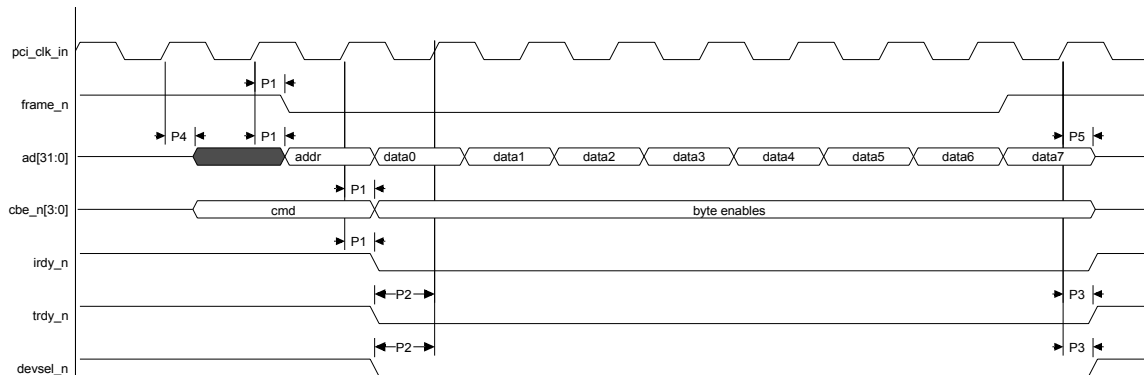 pci_clk_in
P1
frame_n
P4 P1 P5
ad[31:0] addr data0 data1 data2 data3 data4 data5 data6 data7
P1
cbe_n[3:0] cmd byte enables
P1
irdy_n
P2 P3
trdy_n
P2 P3
devsel_n